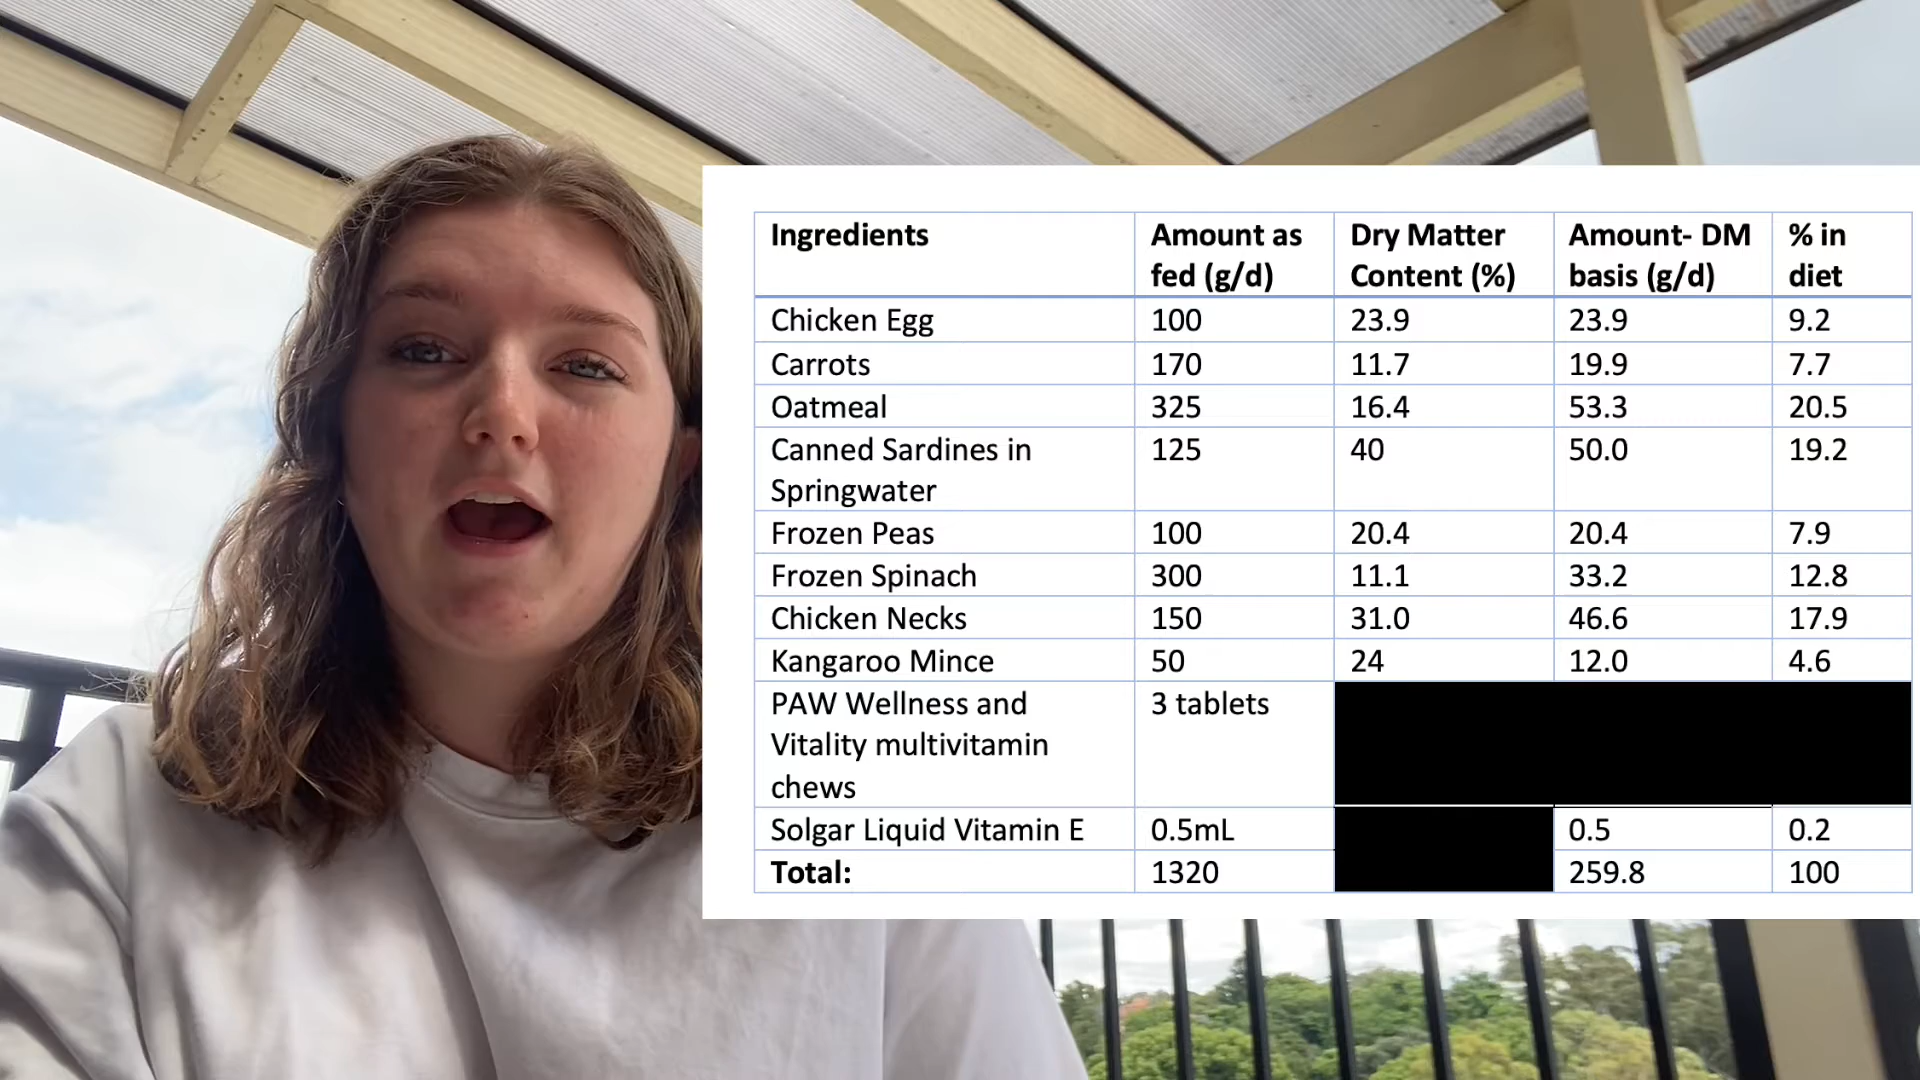 Ingredients Amount as fed (g/d) Dry Matter Content (%) Amount- DM basis (g/d) % in diet
Chicken Egg 100 23.9 23.9 9.2
Carrots 170 11.7 19.9 7.7
Oatmeal 325 16.4 53.3 20.5
Canned Sardines in Springwater 125 40 50.0 19.2
Frozen Peas 100 20.4 20.4 7.9
Frozen Spinach 300 11.1 33.2 12.8
Chicken Necks 150 31.0 46.6 17.9
Kangaroo Mince 50 24 12.0 4.6
PAW Wellness and Vitality multivitamin chews 3 tablets
Solgar Liquid Vitamin E 0.5mL 0.5 0.2
Total: 1320 259.8 100